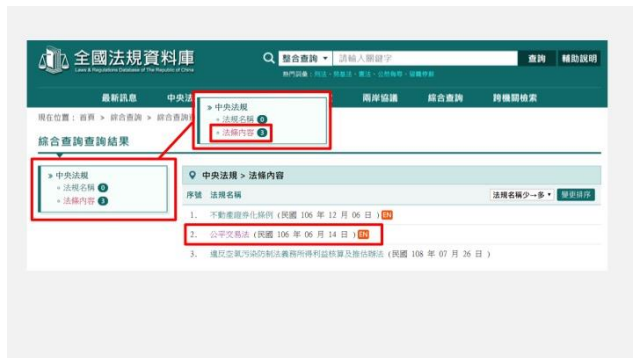 全國法規資料庫
Laws & Regulations Database of The Republic of China
整合查詢 ▼
請輸入關鍵字
查詢
輔助說明
熱門詞彙：
最新訊息
中央法
兩岸協議
綜合查詢
跨機關檢索
» 中央法規
法規名稱 0
法條內容 3
現在位置：首頁 > 綜合查詢 > 綜合查詢
綜合查詢查詢結果
» 中央法規
法規名稱 0
法條內容 3
中央法規 > 法條內容
序號 法規名稱
法規名稱少→多 ▼
變更排序
1. 不動產證券化條例 (民國 106 年 12 月 06 日 ) EN
2. 公平交易法 (民國 106 年 06 月 14 日 ) EN
3. 違反空氣污染防制法義務所得利益核算及推估辦法 (民國 108 年 07 月 26 日 )